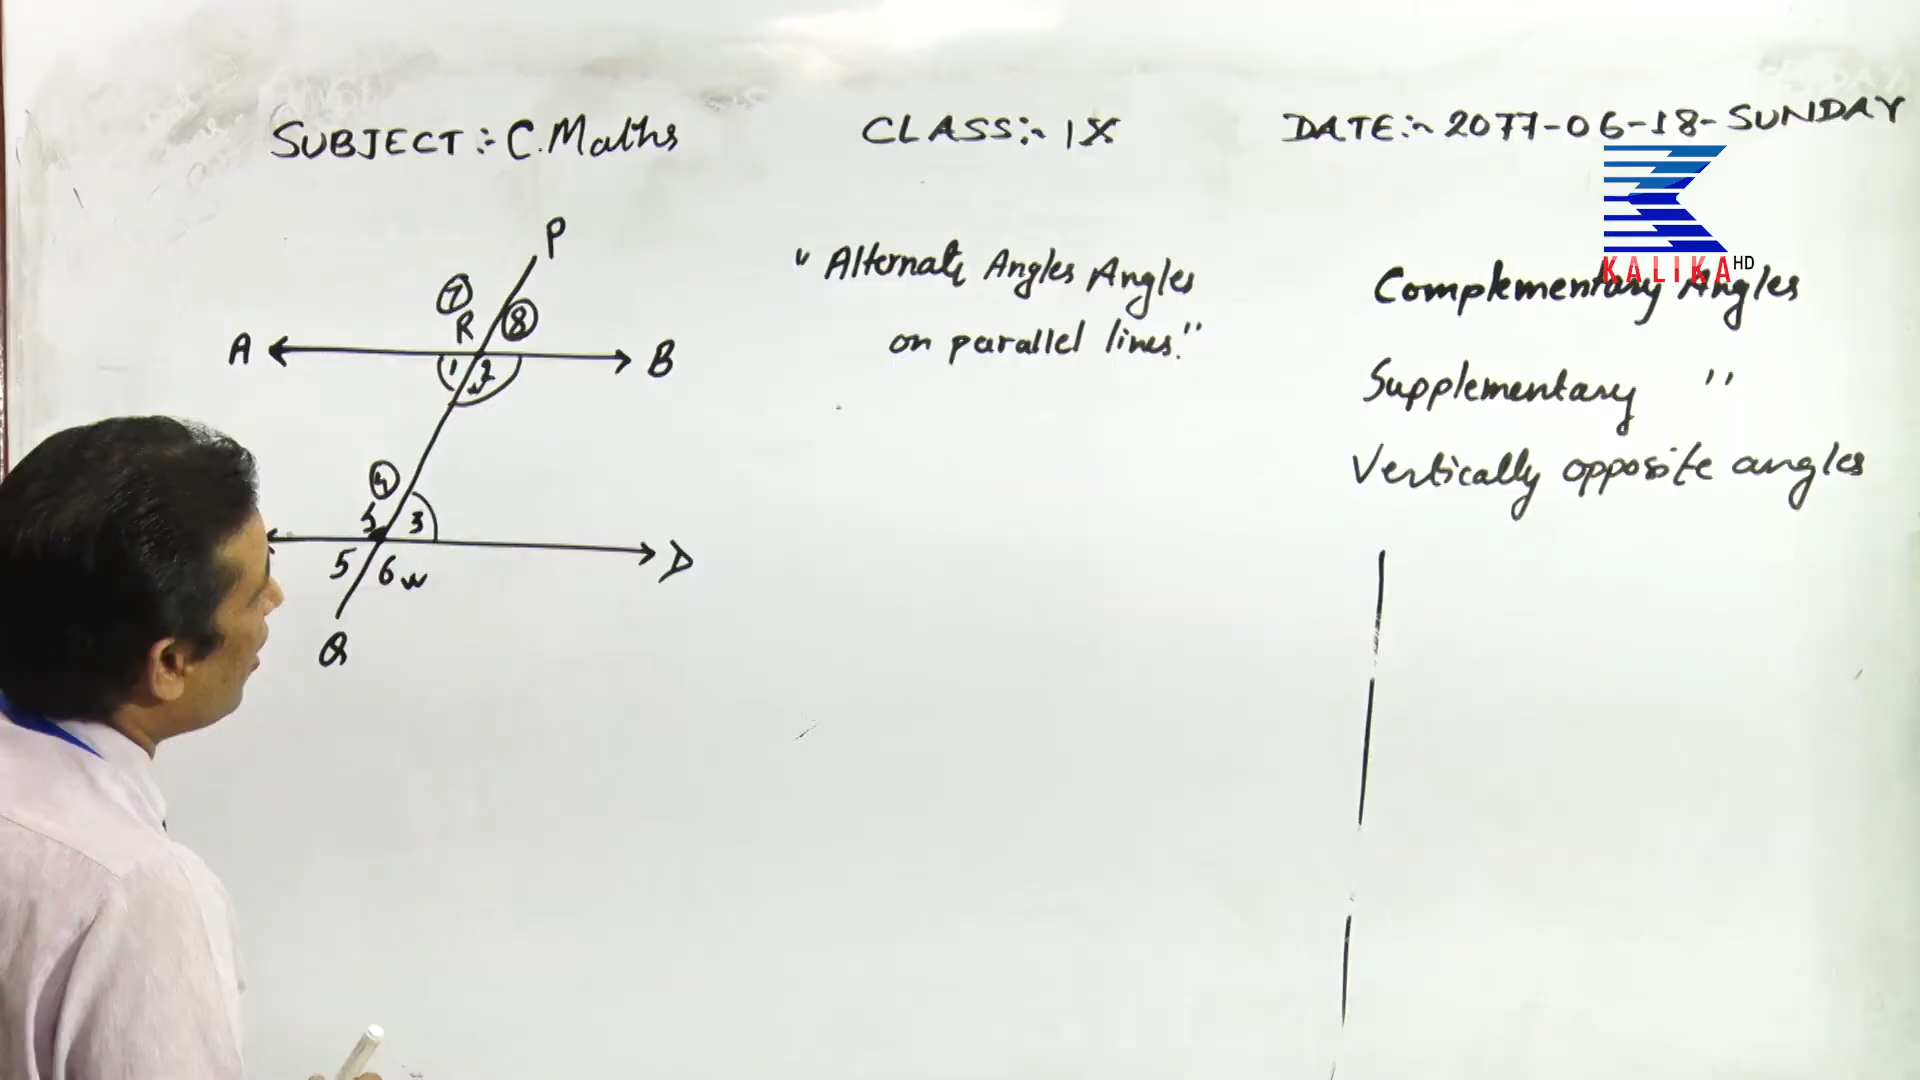 SUBJECT:- C.Maths CLASS:- IX DATE:- 2077-06-18-SUNDAY
KALIKA HD
"Alternate Angles Angles
on parallel lines."
Complementary Angles
Supplementary "
Vertically opposite angles
P
7
R 8
A B
1 2
4
S 3
D
5 6
Q